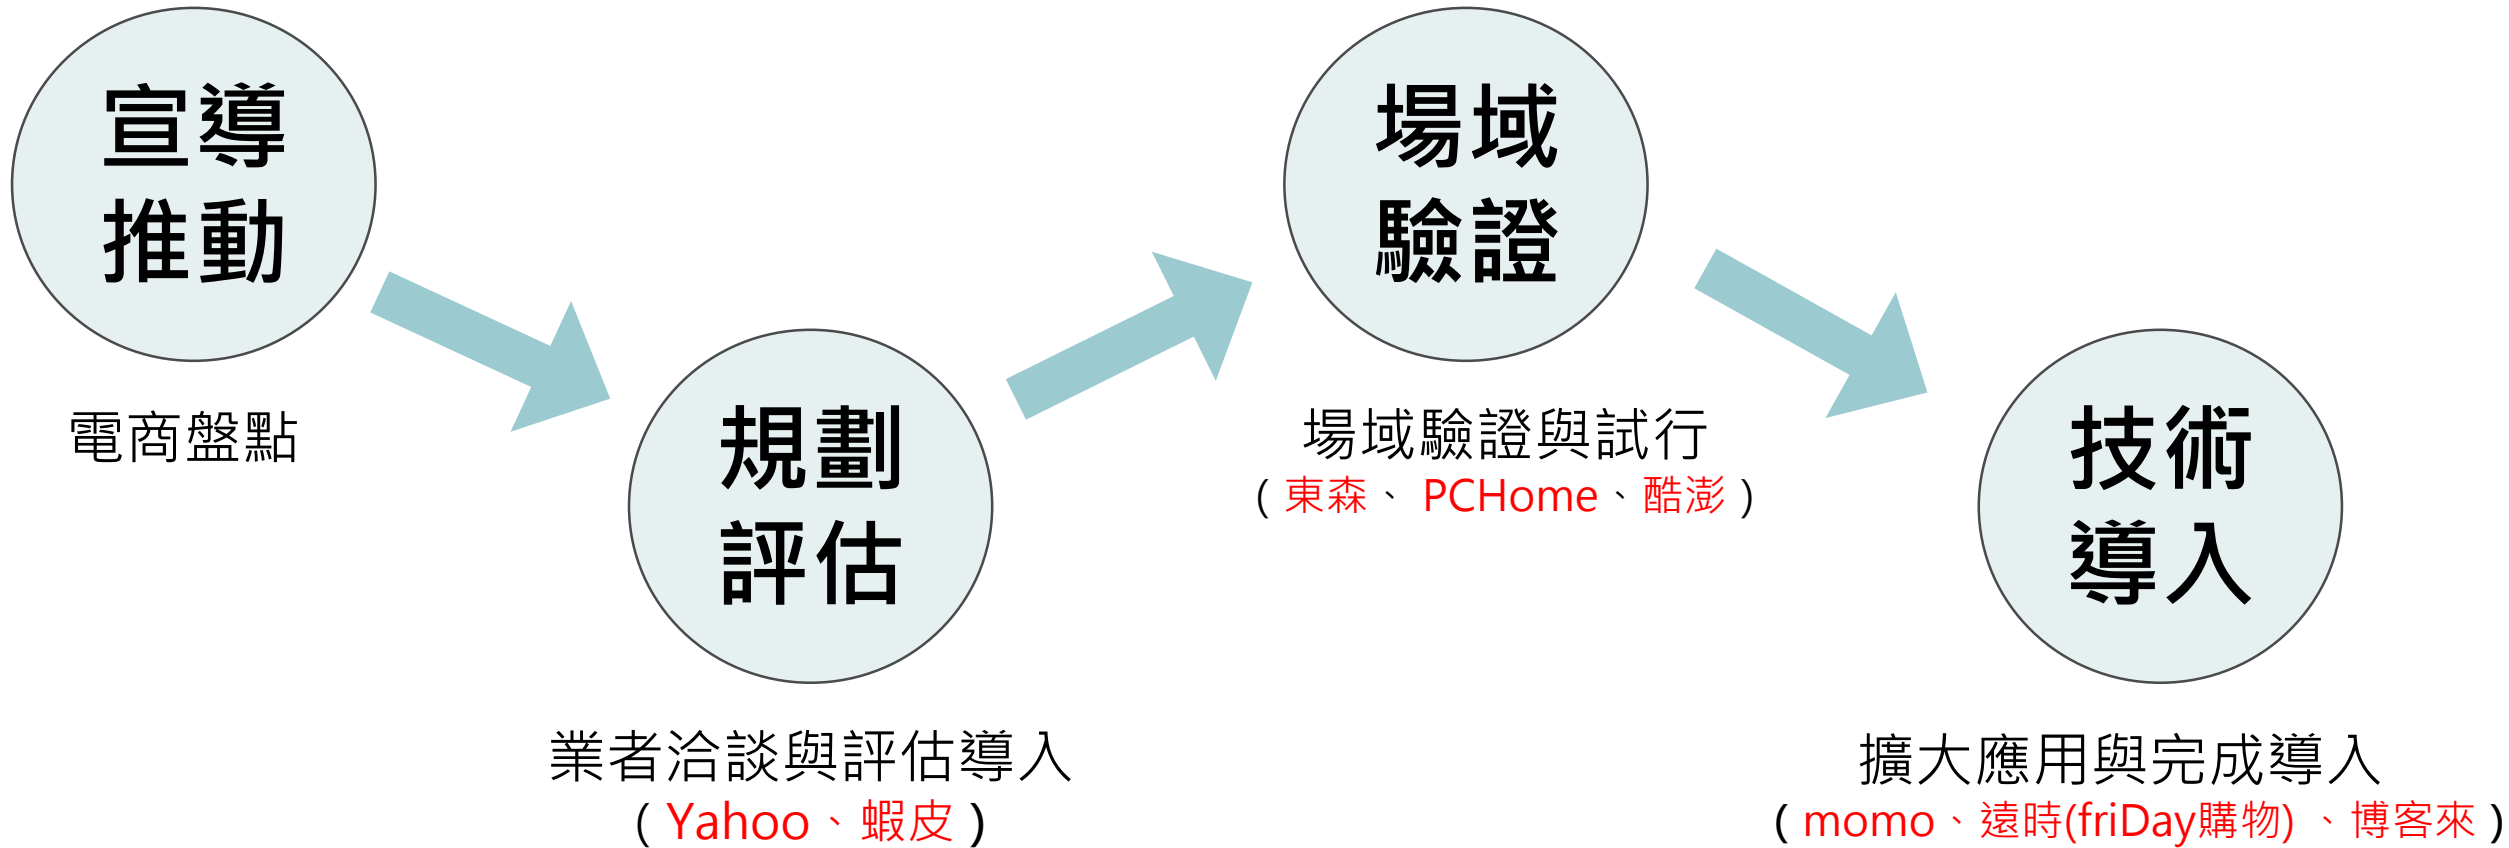 宣導
推動
電商盤點
規劃
評估
業者洽談與評估導入
( Yahoo、蝦皮 )
場域
驗證
場域驗證與試行
( 東森、 PCHome、酷澎 )
技術
導入
擴大應用與完成導入
( momo、遠時(friDay購物) 、博客來 )